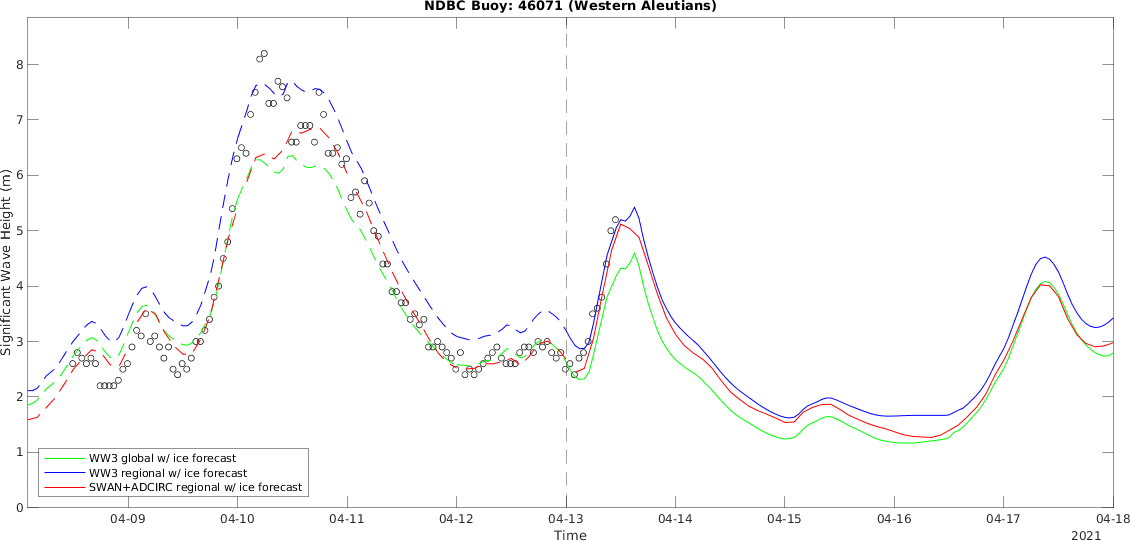 NDBC Buoy: 46071 (Western Aleutians)
Significant Wave Height (m)
8
7
6
5
4
3
2
1
0
WW3 global w/ ice forecast
WW3 regional w/ ice forecast
SWAN+ADCIRC regional w/ ice forecast
04-09 04-10 04-11 04-12 04-13 04-14 04-15 04-16 04-17 04-18
Time
2021